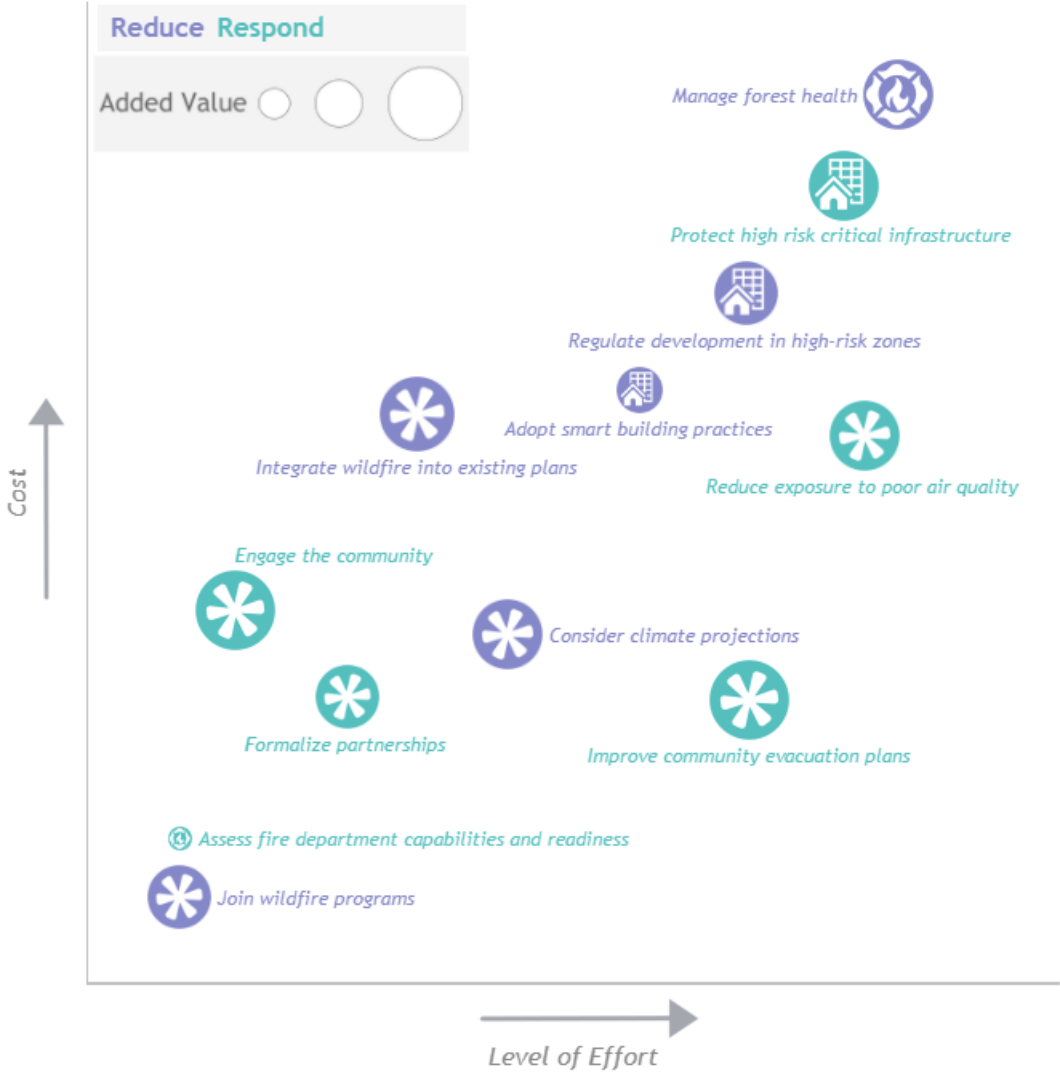 Reduce Respond
Added Value
Manage forest health
Protect high risk critical infrastructure
Regulate development in high-risk zones
Adopt smart building practices
Integrate wildfire into existing plans
Reduce exposure to poor air quality
Cost
Engage the community
Consider climate projections
Formalize partnerships
Improve community evacuation plans
Assess fire department capabilities and readiness
Join wildfire programs
Level of Effort